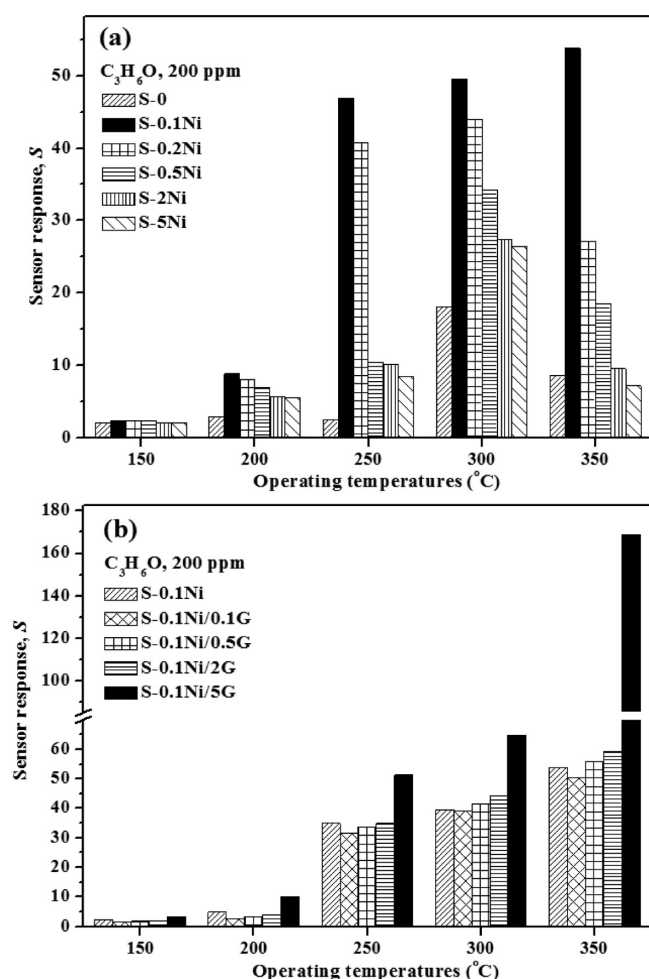 (a)
C₃H₆O, 200 ppm
S-0
S-0.1Ni
S-0.2Ni
S-0.5Ni
S-2Ni
S-5Ni
Sensor response, S
50
40
30
20
10
0
150 200 250 300 350
Operating temperatures (°C)
(b)
C₃H₆O, 200 ppm
S-0.1Ni
S-0.1Ni/0.1G
S-0.1Ni/0.5G
S-0.1Ni/2G
S-0.1Ni/5G
Sensor response, S
180
160
140
120
100
60
50
40
30
20
10
0
150 200 250 300 350
Operating temperatures (°C)